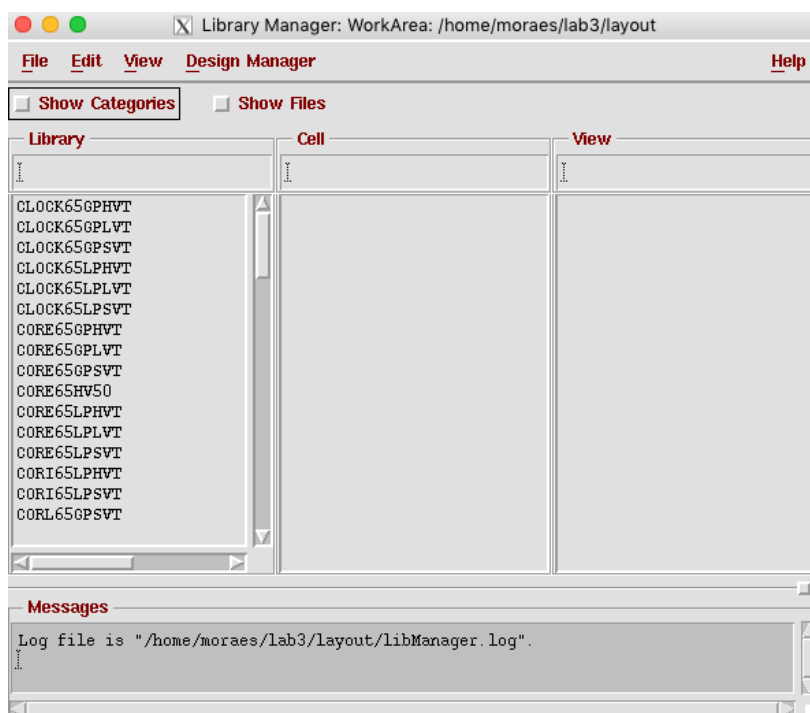 Library Manager: WorkArea: /home/moraes/lab3/layout
File Edit View Design Manager Help
Show Categories Show Files
Library Cell View
CLOCK65GPHVT
CLOCK65GPLVT
CLOCK65GPSVT
CLOCK65LPHVT
CLOCK65LPLVT
CLOCK65LPSVT
CORE65GPHVT
CORE65GPLVT
CORE65GPSVT
CORE65HV50
CORE65LPHVT
CORE65LPLVT
CORE65LPSVT
CORI65LPHVT
CORI65LPSVT
CORL65GPSVT
Messages
Log file is "/home/moraes/lab3/layout/libManager.log".